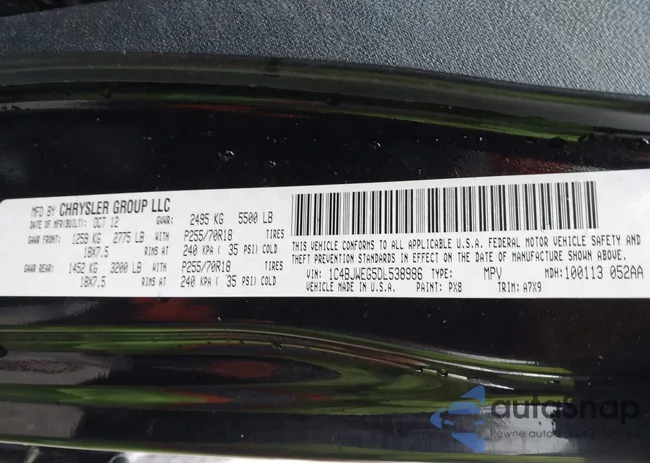 MFD BY CHRYSLER GROUP LLC
DATE OF MFR(BUILT): OCT 12 GVWR: 2495 KG 5500 LB
GAWR FRONT: 1259 KG 2775 LB WITH P255/70R18
18X7.5 RIMS AT 240 KPA ( 35 PSI) COLD
GAWR REAR: 1452 KG 3200 LB WITH P255/70R18
18X7.5 RIMS AT 240 KPA ( 35 PSI) COLD
THIS VEHICLE CONFORMS TO ALL APPLICABLE U.S.A. FEDERAL MOTOR VEHICLE SAFETY AND
THEFT PREVENTION STANDARDS IN EFFECT ON THE DATE OF MANUFACTURE SHOWN ABOVE.
VIN: 1C4BJWEG5DL538986 TYPE: MPV MDH: 100113 052AA
VEHICLE MADE IN U.S.A. PAINT: PX8 TRIM: A7X9
autoSnap
Pewne auto